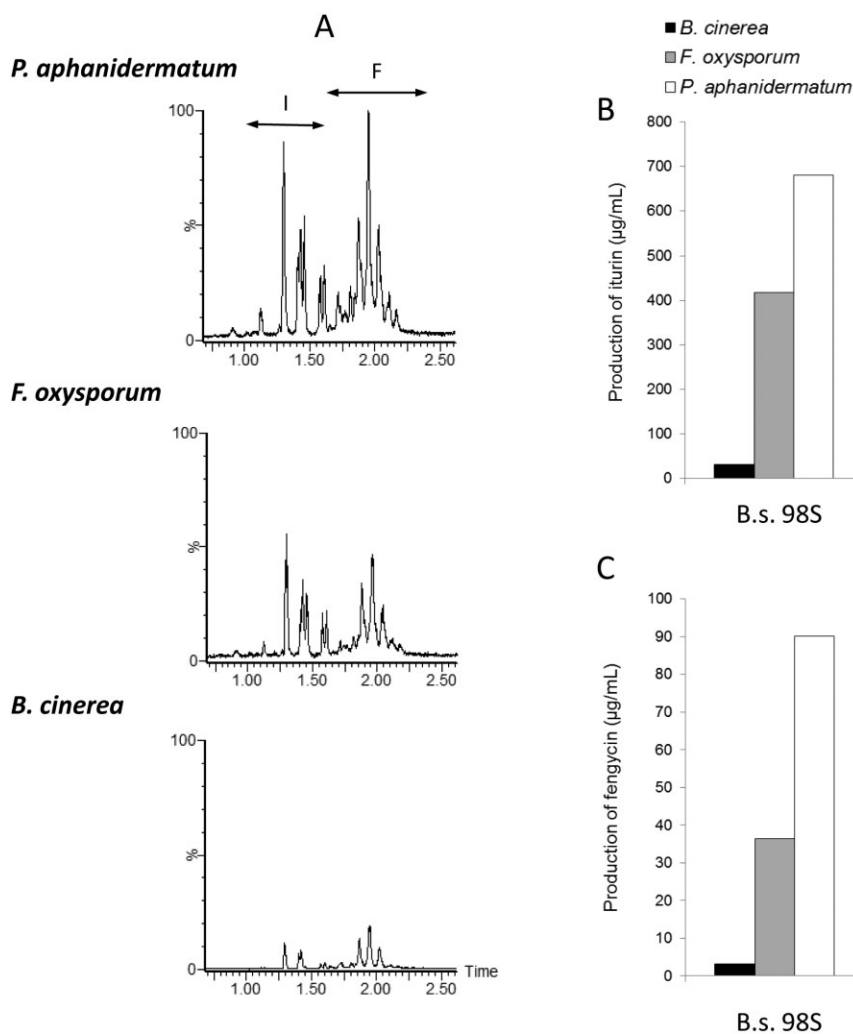 A
P. aphanidermatum
I
F
100
%
0
1.00
1.50
2.00
2.50
F. oxysporum
100
%
0
1.00
1.50
2.00
2.50
B. cinerea
100
%
0
Time
1.00
1.50
2.00
2.50
B. cinerea
F. oxysporum
P. aphanidermatum
B
Production of iturin (µg/mL)
800
700
600
500
400
300
200
100
0
B.s. 98S
C
Production of fengycin (µg/mL)
100
90
80
70
60
50
40
30
20
10
0
B.s. 98S